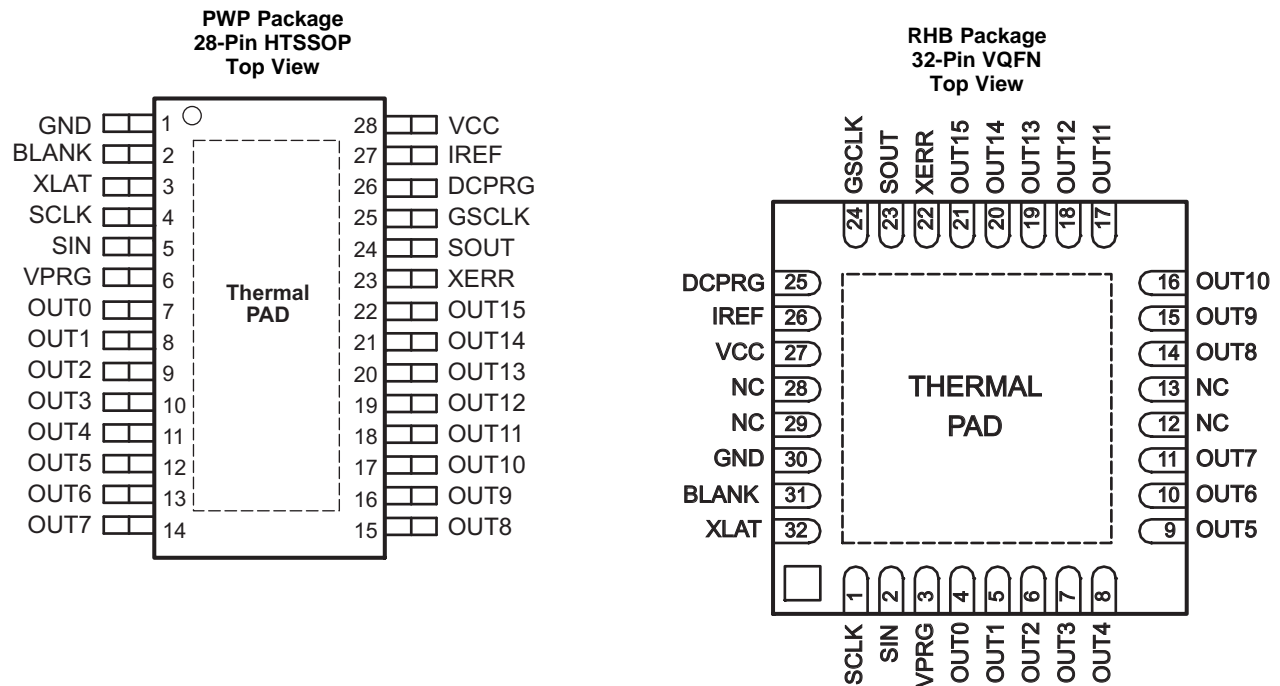 PWP Package
28-Pin HTSSOP
Top View
GND 1 28 VCC
BLANK 2 27 IREF
XLAT 3 26 DCPRG
SCLK 4 25 GSCLK
SIN 5 24 SOUT
VPRG 6 23 XERR
OUT0 7 22 OUT15
OUT1 8 21 OUT14
OUT2 9 20 OUT13
OUT3 10 19 OUT12
OUT4 11 18 OUT11
OUT5 12 17 OUT10
OUT6 13 16 OUT9
OUT7 14 15 OUT8
Thermal
PAD
RHB Package
32-Pin VQFN
Top View
GSCLK SOUT XERR OUT15 OUT14 OUT13 OUT12 OUT11
24 23 22 21 20 19 18 17
DCPRG 25 16 OUT10
IREF 26 15 OUT9
VCC 27 14 OUT8
NC 28 13 NC
NC 29 12 NC
GND 30 11 OUT7
BLANK 31 10 OUT6
XLAT 32 9 OUT5
THERMAL
PAD
1 2 3 4 5 6 7 8
SCLK SIN VPRG OUT0 OUT1 OUT2 OUT3 OUT4